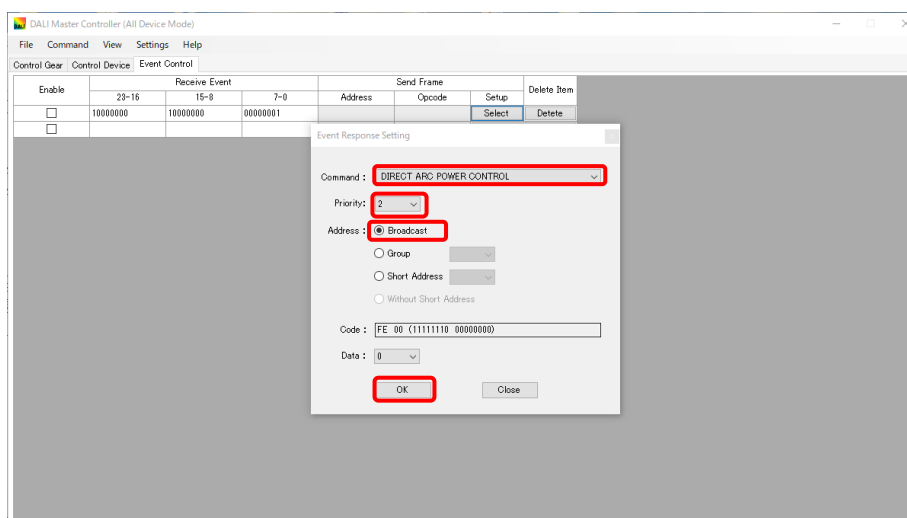 DALI Master Controller (All Device Mode)
File Command View Settings Help
Control Gear Control Device Event Control
Enable Receive Event Send Frame Delete Item
23-16 15-8 7-0 Address Opcode Setup
10000000 10000000 00000001 Select Detete
Event Response Setting
Command : DIRECT ARC POWER CONTROL
Priority: 2
Address : Broadcast
Group
Short Address
Without Short Address
Code : FE 00 (11111110 00000000)
Data : 0
OK Close